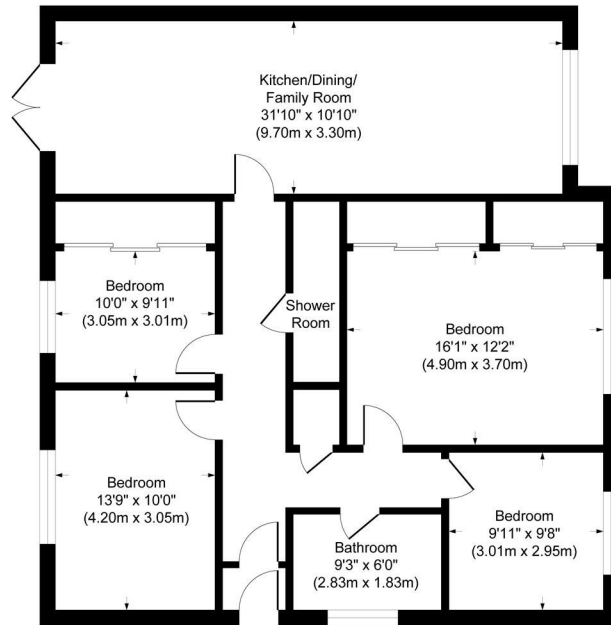 Kitchen/Dining/
Family Room
31'10" x 10'10"
(9.70m x 3.30m)
Bedroom
10'0" x 9'11"
(3.05m x 3.01m)
Shower
Room
Bedroom
16'1" x 12'2"
(4.90m x 3.70m)
Bedroom
13'9" x 10'0"
(4.20m x 3.05m)
Bathroom
9'3" x 6'0"
(2.83m x 1.83m)
Bedroom
9'11" x 9'8"
(3.01m x 2.95m)